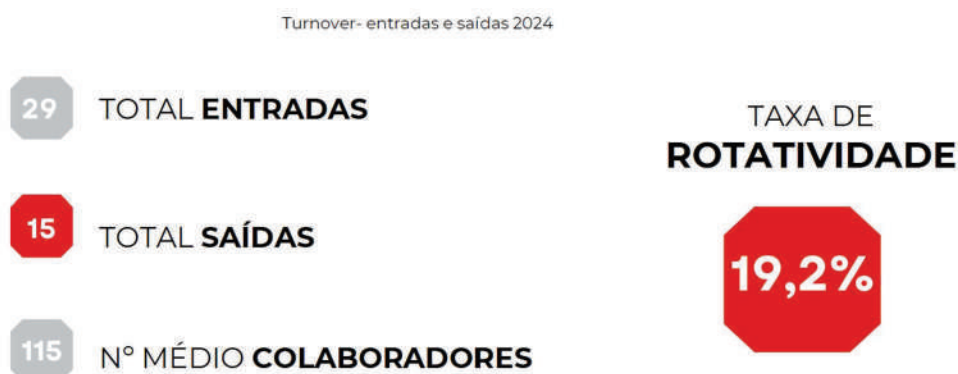 Turnover- entradas e saídas 2024
29 TOTAL ENTRADAS
15 TOTAL SAÍDAS
115 Nº MÉDIO COLABORADORES
TAXA DE
ROTATIVIDADE
19,2%